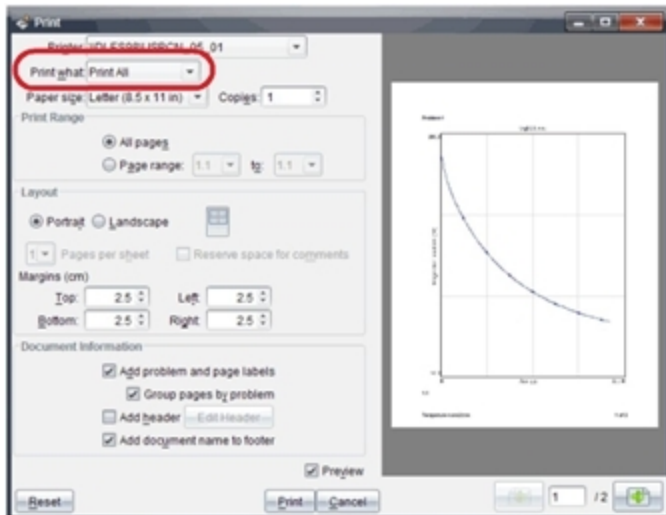 Print
Printer:
Print what: Print All
Paper size: Letter (8.5 x 11 in) Copies: 1
Print Range
All pages
Page range: 1.1 to: 1.1
Layout
Portrait Landscape
1 Pages per sheet Reserve space for comments
Margins (cm)
Top: 2.5 Left: 2.5
Bottom: 2.5 Right: 2.5
Document Information
Add problem and page labels
Group pages by problem
Add header Edit Header
Add document name to footer
Preview
Reset Print Cancel 1 / 2